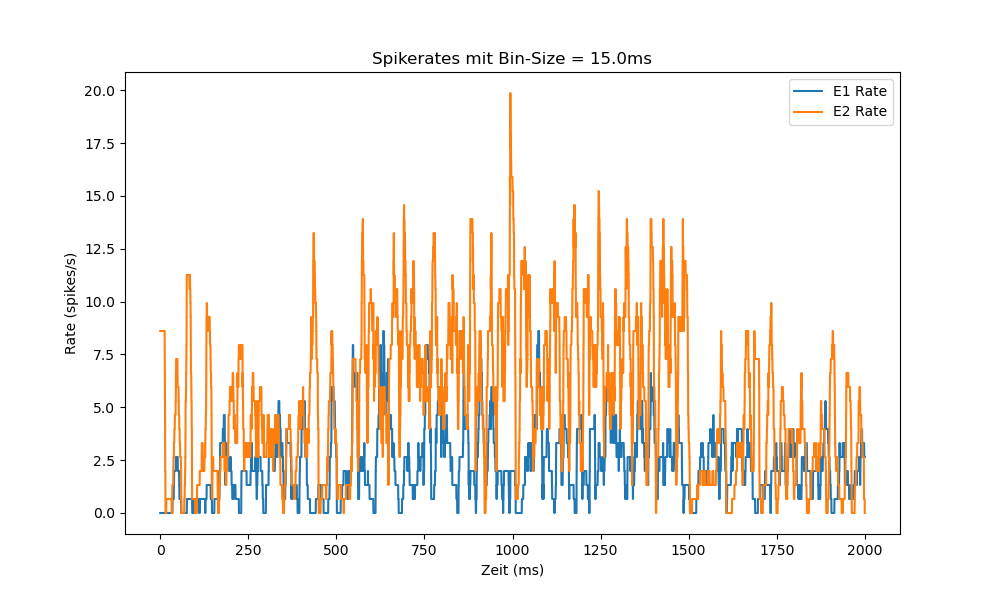 Spikerates mit Bin-Size = 15.0ms
E1 Rate
E2 Rate
Rate (spikes/s)
20.0
17.5
15.0
12.5
10.0
7.5
5.0
2.5
0.0
0 250 500 750 1000 1250 1500 1750 2000
Zeit (ms)